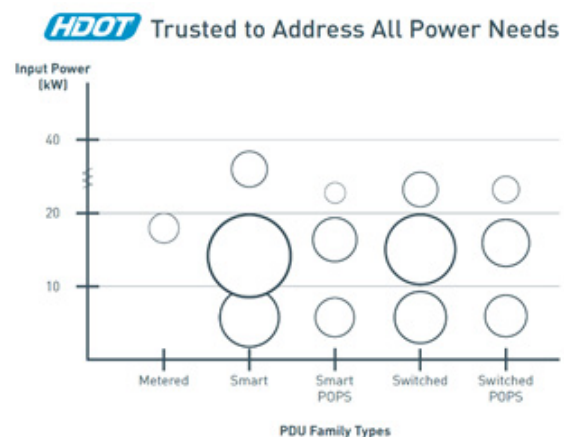 HDOT Trusted to Address All Power Needs
Input Power
(kW)
40
20
10
Metered
Smart
Smart
POPS
Switched
Switched
POPS
PDU Family Types